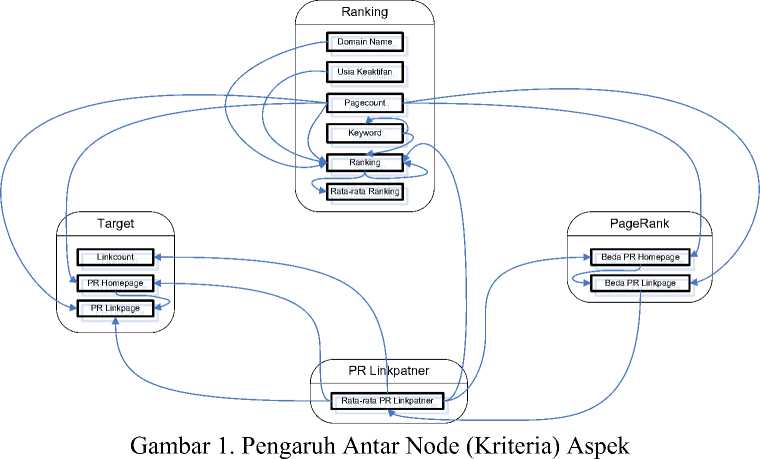 Ranking
Domain Name
Usia Keaktifan
Pagecount
Keyword
Ranking
Rata-rata Ranking
Target
Linkcount
PR Homepage
PR Linkpage
PageRank
Beda PR Homepage
Beda PR Linkpage
PR Linkpatner
Rata-rata PR Linkpatner
Gambar 1. Pengaruh Antar Node (Kriteria) Aspek